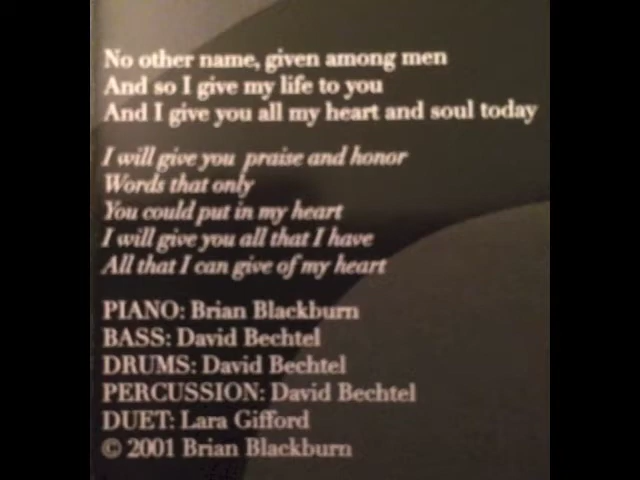 No other name, given among men
And so I give my life to you
And I give you all my heart and soul today
I will give you praise and honor
Words that only
You could put in my heart
I will give you all that I have
All that I can give of my heart
PIANO: Brian Blackburn
BASS: David Bechtel
DRUMS: David Bechtel
PERCUSSION: David Bechtel
DUET: Lara Gifford
© 2001 Brian Blackburn